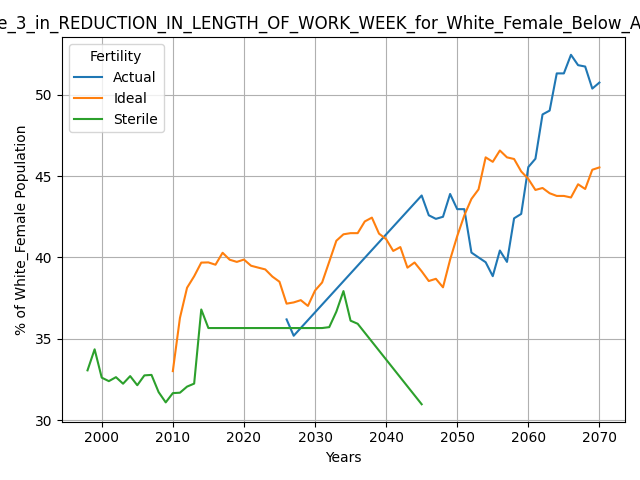 e_3_in_REDUCTION_IN_LENGTH_OF_WORK_WEEK_for_White_Female_Below_A
Fertility
Actual
Ideal
Sterile
% of White_Female Population
50
45
40
35
30
2000 2010 2020 2030 2040 2050 2060 2070
Years